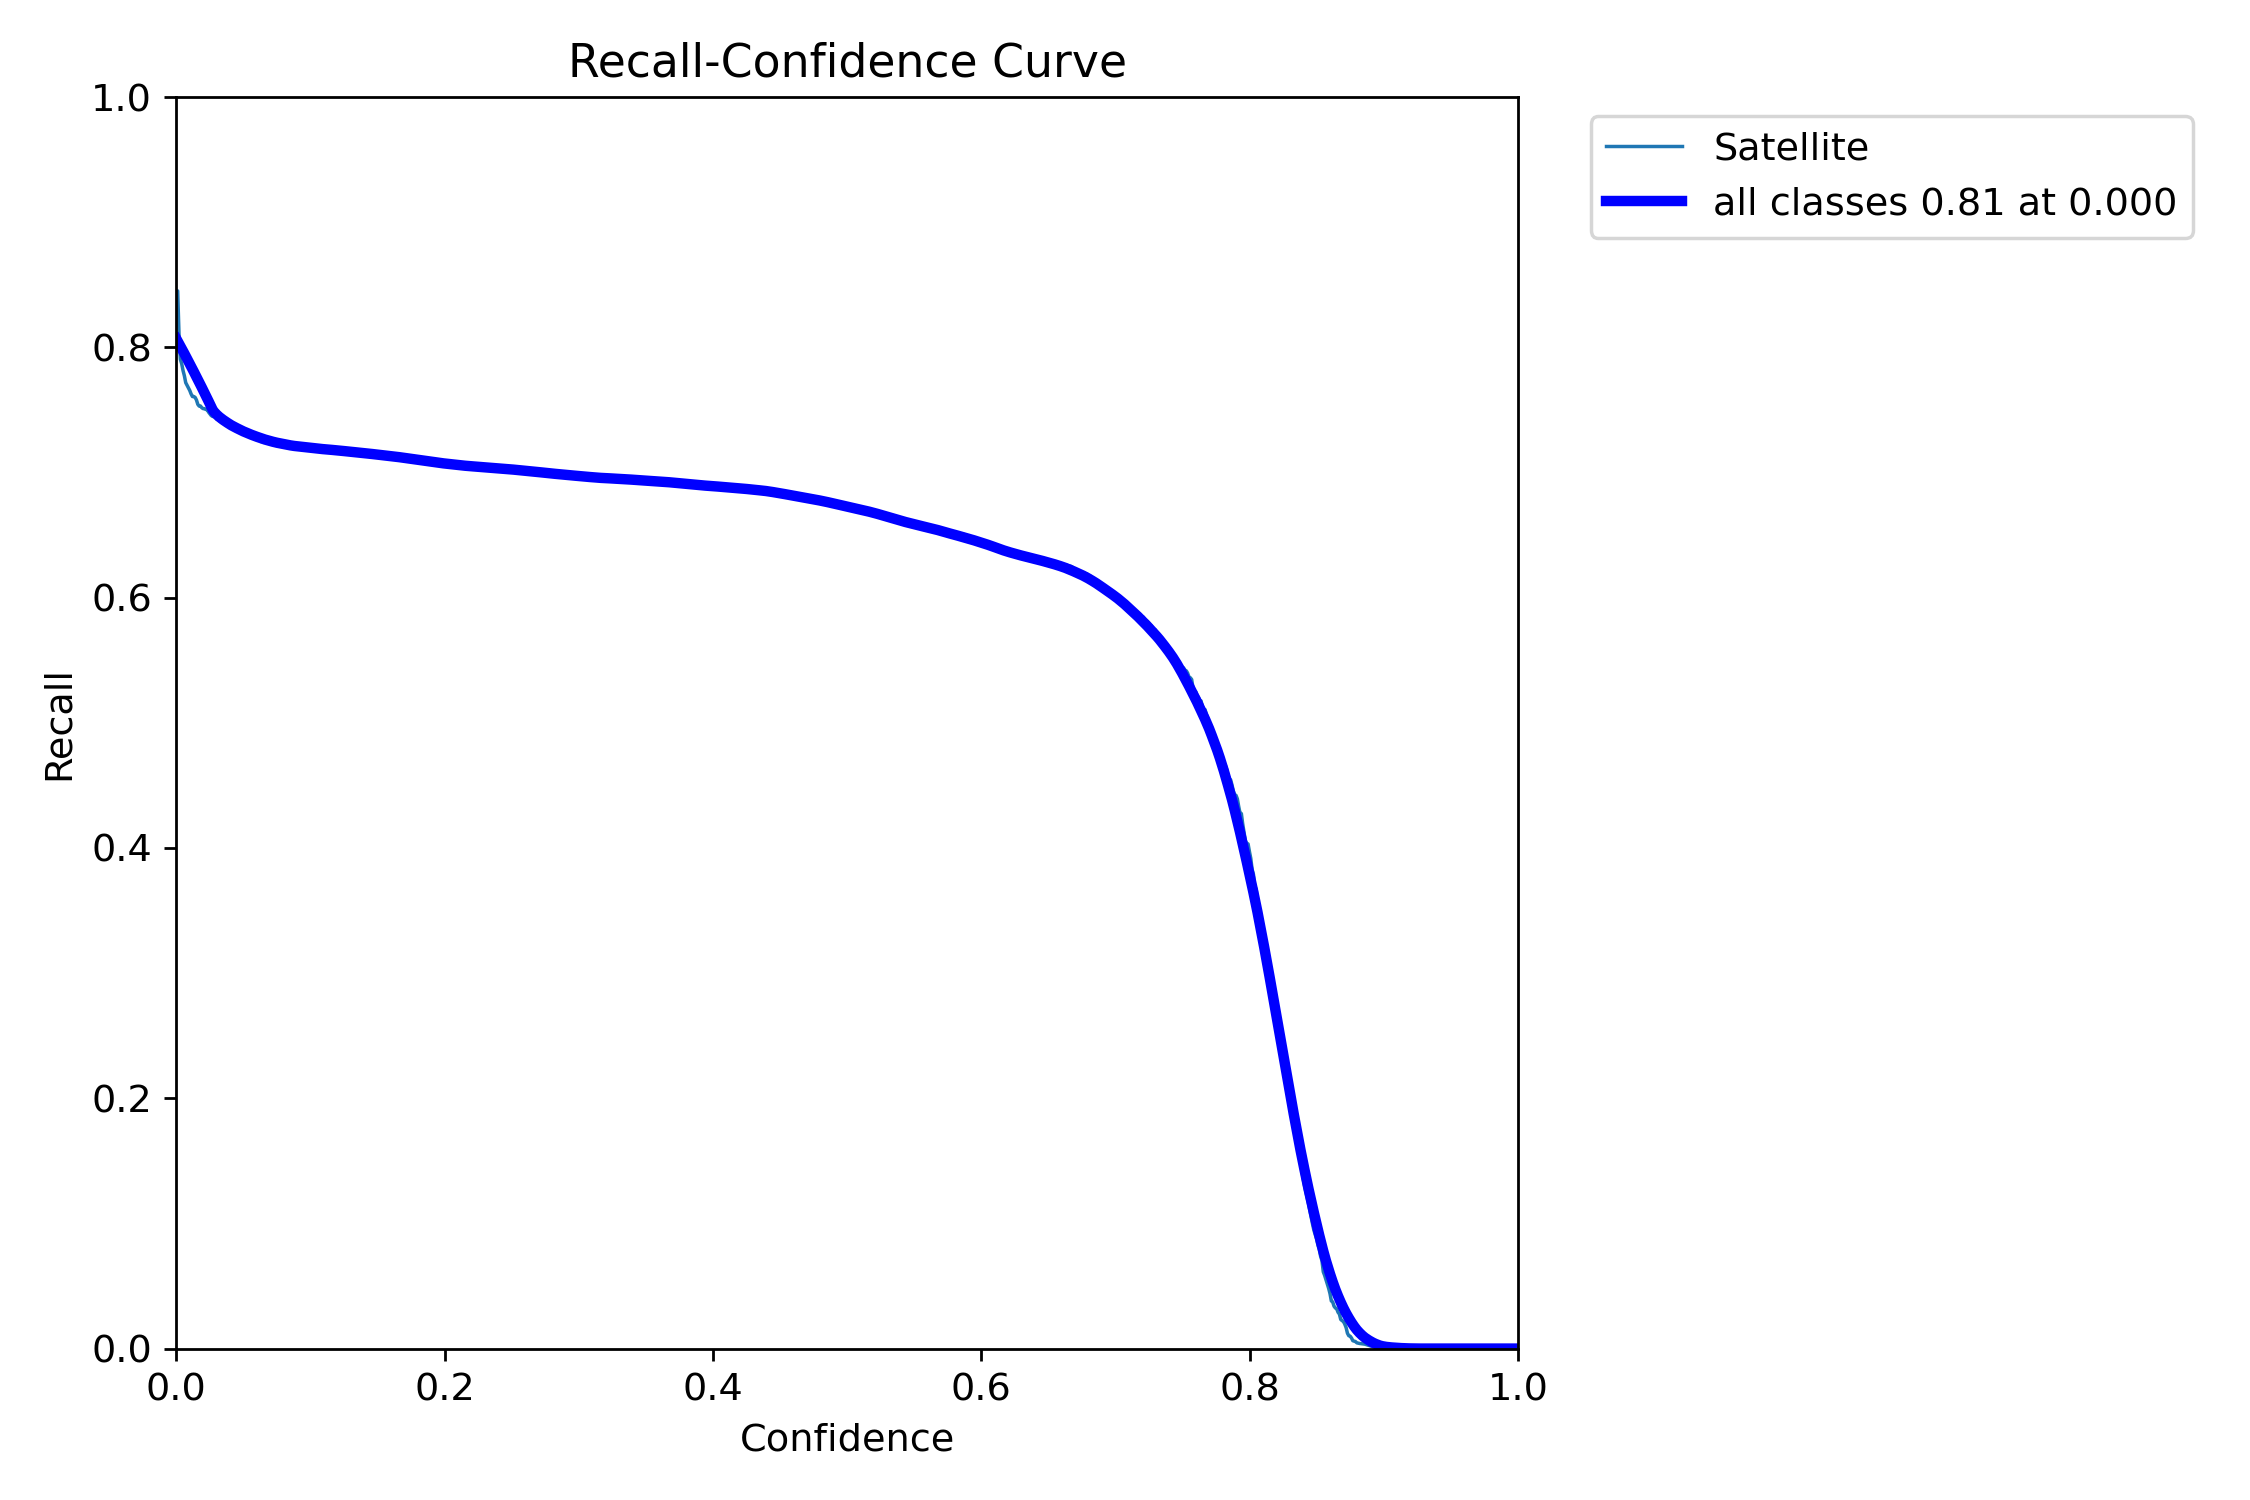 Recall-Confidence Curve
Satellite
all classes 0.81 at 0.000
1.0
0.8
0.6
0.4
0.2
0.0
Recall
0.0 0.2 0.4 0.6 0.8 1.0
Confidence